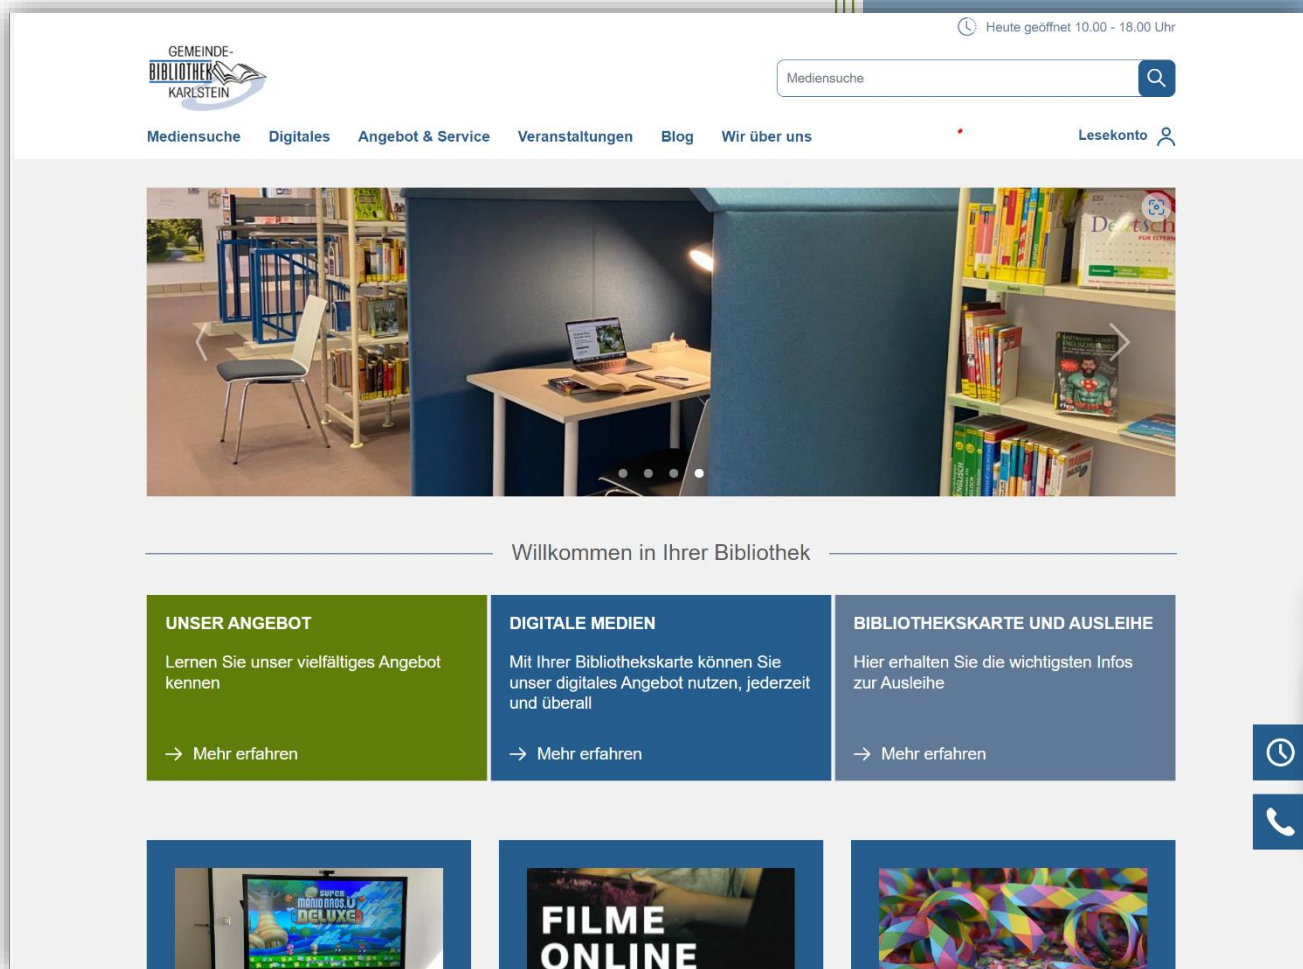 Heute geöffnet 10.00 - 18.00 Uhr
GEMEINDE-
BIBLIOTHEK
KARLSTEIN
Mediensuche
Mediensuche Digitales Angebot & Service Veranstaltungen Blog Wir über uns Lesekonto
Deutsch
FÜR ELTERN
Willkommen in Ihrer Bibliothek
UNSER ANGEBOT
Lernen Sie unser vielfältiges Angebot
kennen
Mehr erfahren
DIGITALE MEDIEN
Mit Ihrer Bibliothekskarte können Sie
unser digitales Angebot nutzen, jederzeit
und überall
Mehr erfahren
BIBLIOTHEKSKARTE UND AUSLEIHE
Hier erhalten Sie die wichtigsten Infos
zur Ausleihe
Mehr erfahren
SUPER
MARIO BROS. U
DELUXE
FILME
ONLINE